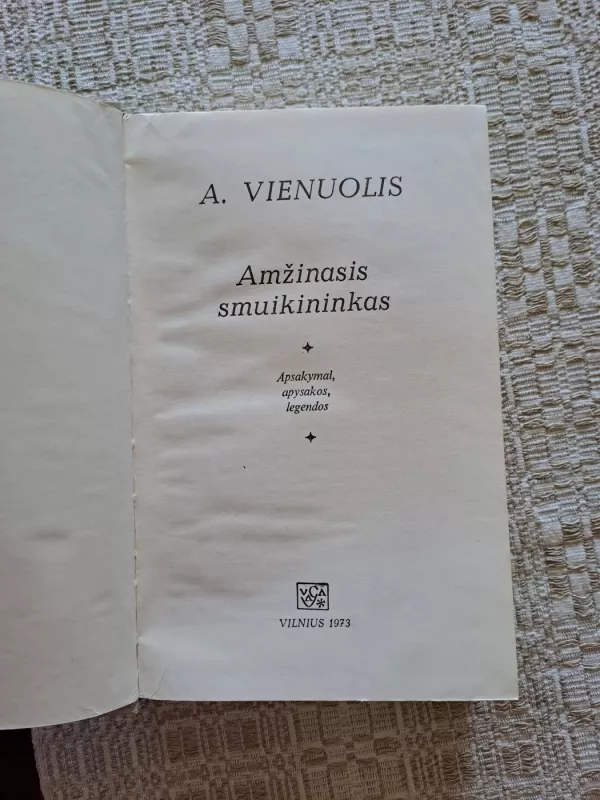 A. VIENUOLIS
Amžinasis
smuikininkas
Apsakymai,
apysakos,
legendos
VILNIUS 1973